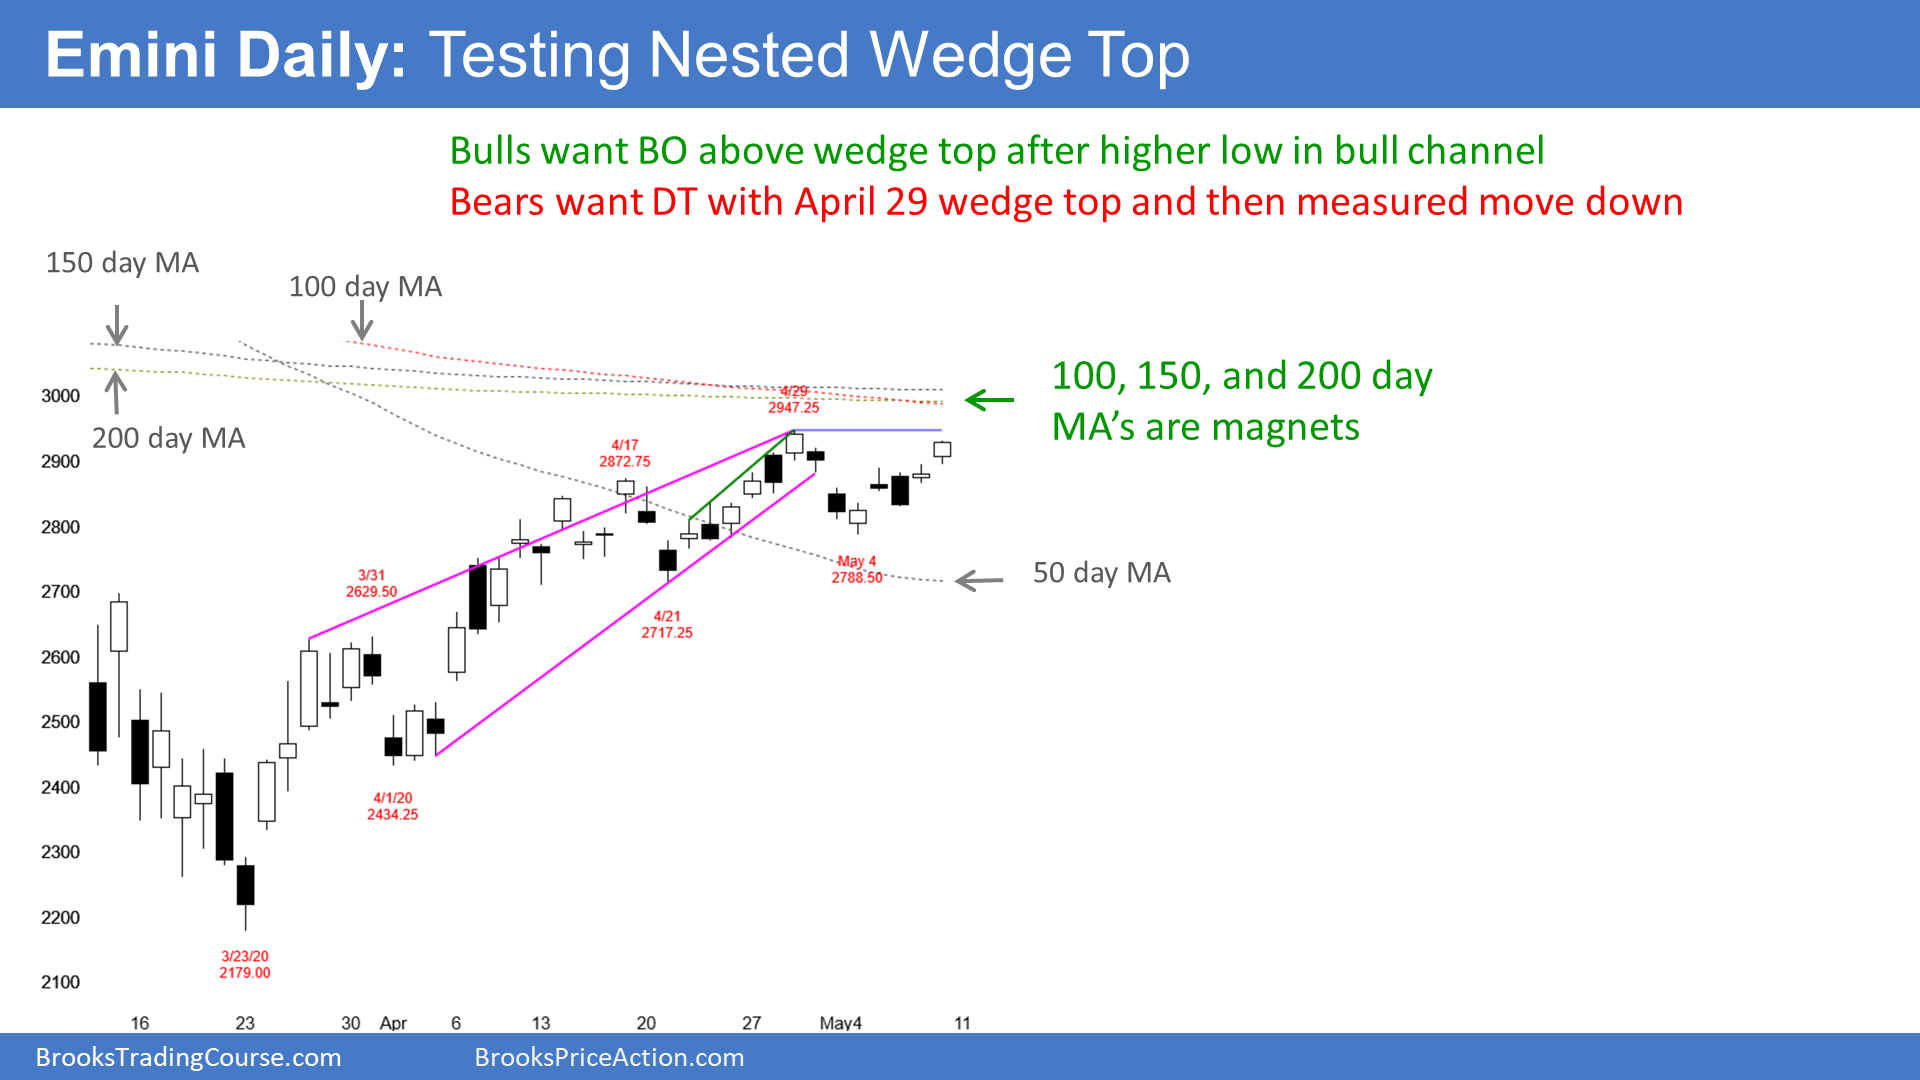 Emini Daily: Testing Nested Wedge Top
Bulls want BO above wedge top after higher low in bull channel
Bears want DT with April 29 wedge top and then measured move down
150 day MA
100 day MA
200 day MA
100, 150, and 200 day
MA’s are magnets
50 day MA
4/29
2947.25
4/17
2872.75
3/31
2629.50
May 4
2788.50
4/21
2717.25
4/1/20
2434.25
3/23/20
2179.00
3000
2900
2800
2700
2600
2500
2400
2300
2200
2100
16 23 30 Apr 6 13 20 27 May4 11
BrooksTradingCourse.com BrooksPriceAction.com